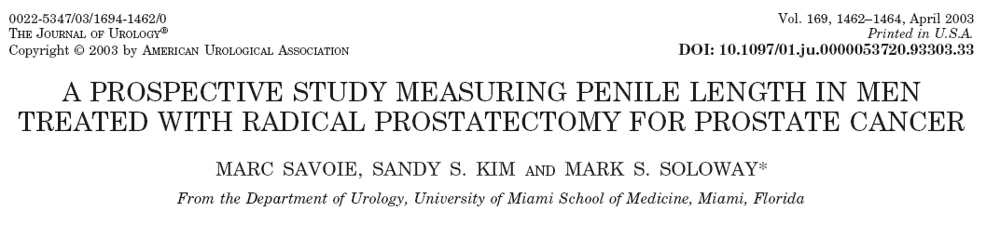 0022-5347/03/1694-1462/0
THE JOURNAL OF UROLOGY®
Copyright © 2003 by AMERICAN UROLOGICAL ASSOCIATION
Vol. 169, 1462–1464, April 2003
Printed in U.S.A.
DOI: 10.1097/01.ju.0000053720.93303.33
A PROSPECTIVE STUDY MEASURING PENILE LENGTH IN MEN
TREATED WITH RADICAL PROSTATECTOMY FOR PROSTATE CANCER
MARC SAVOIE, SANDY S. KIM AND MARK S. SOLOWAY*
From the Department of Urology, University of Miami School of Medicine, Miami, Florida